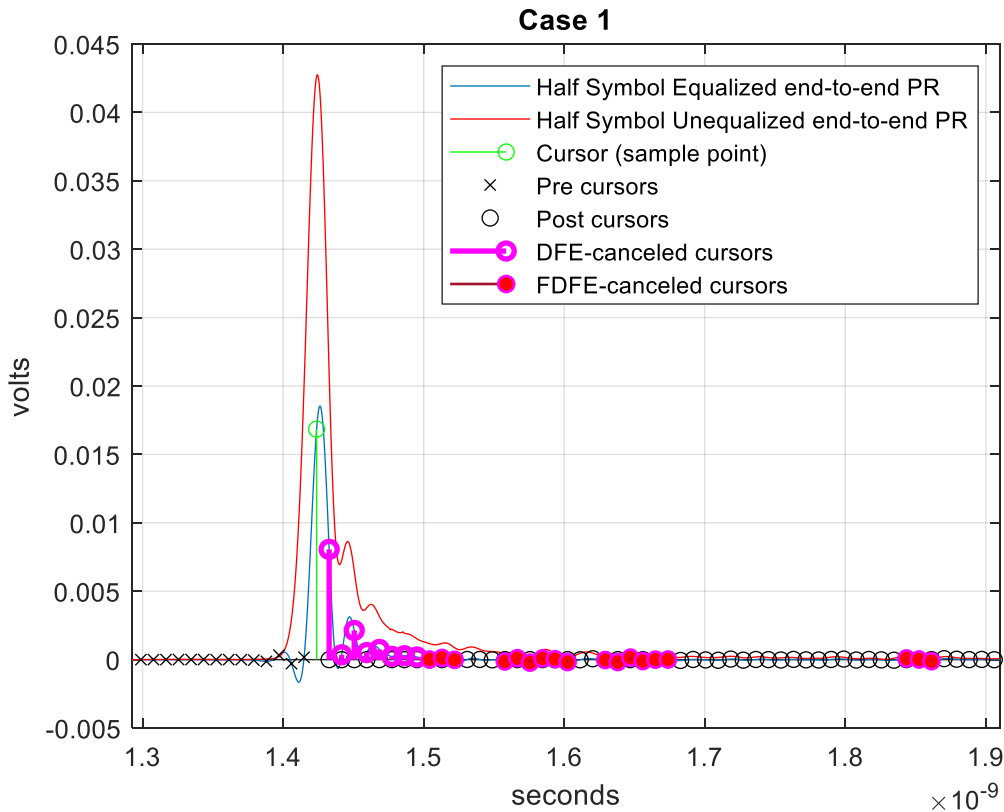 Case 1
0.045
0.04
0.035
0.03
0.025
0.02
0.015
0.01
0.005
0
-0.005
volts
Half Symbol Equalized end-to-end PR
Half Symbol Unequalized end-to-end PR
Cursor (sample point)
Pre cursors
Post cursors
DFE-canceled cursors
FDFE-canceled cursors
1.3 1.4 1.5 1.6 1.7 1.8 1.9
seconds
×10⁻⁹